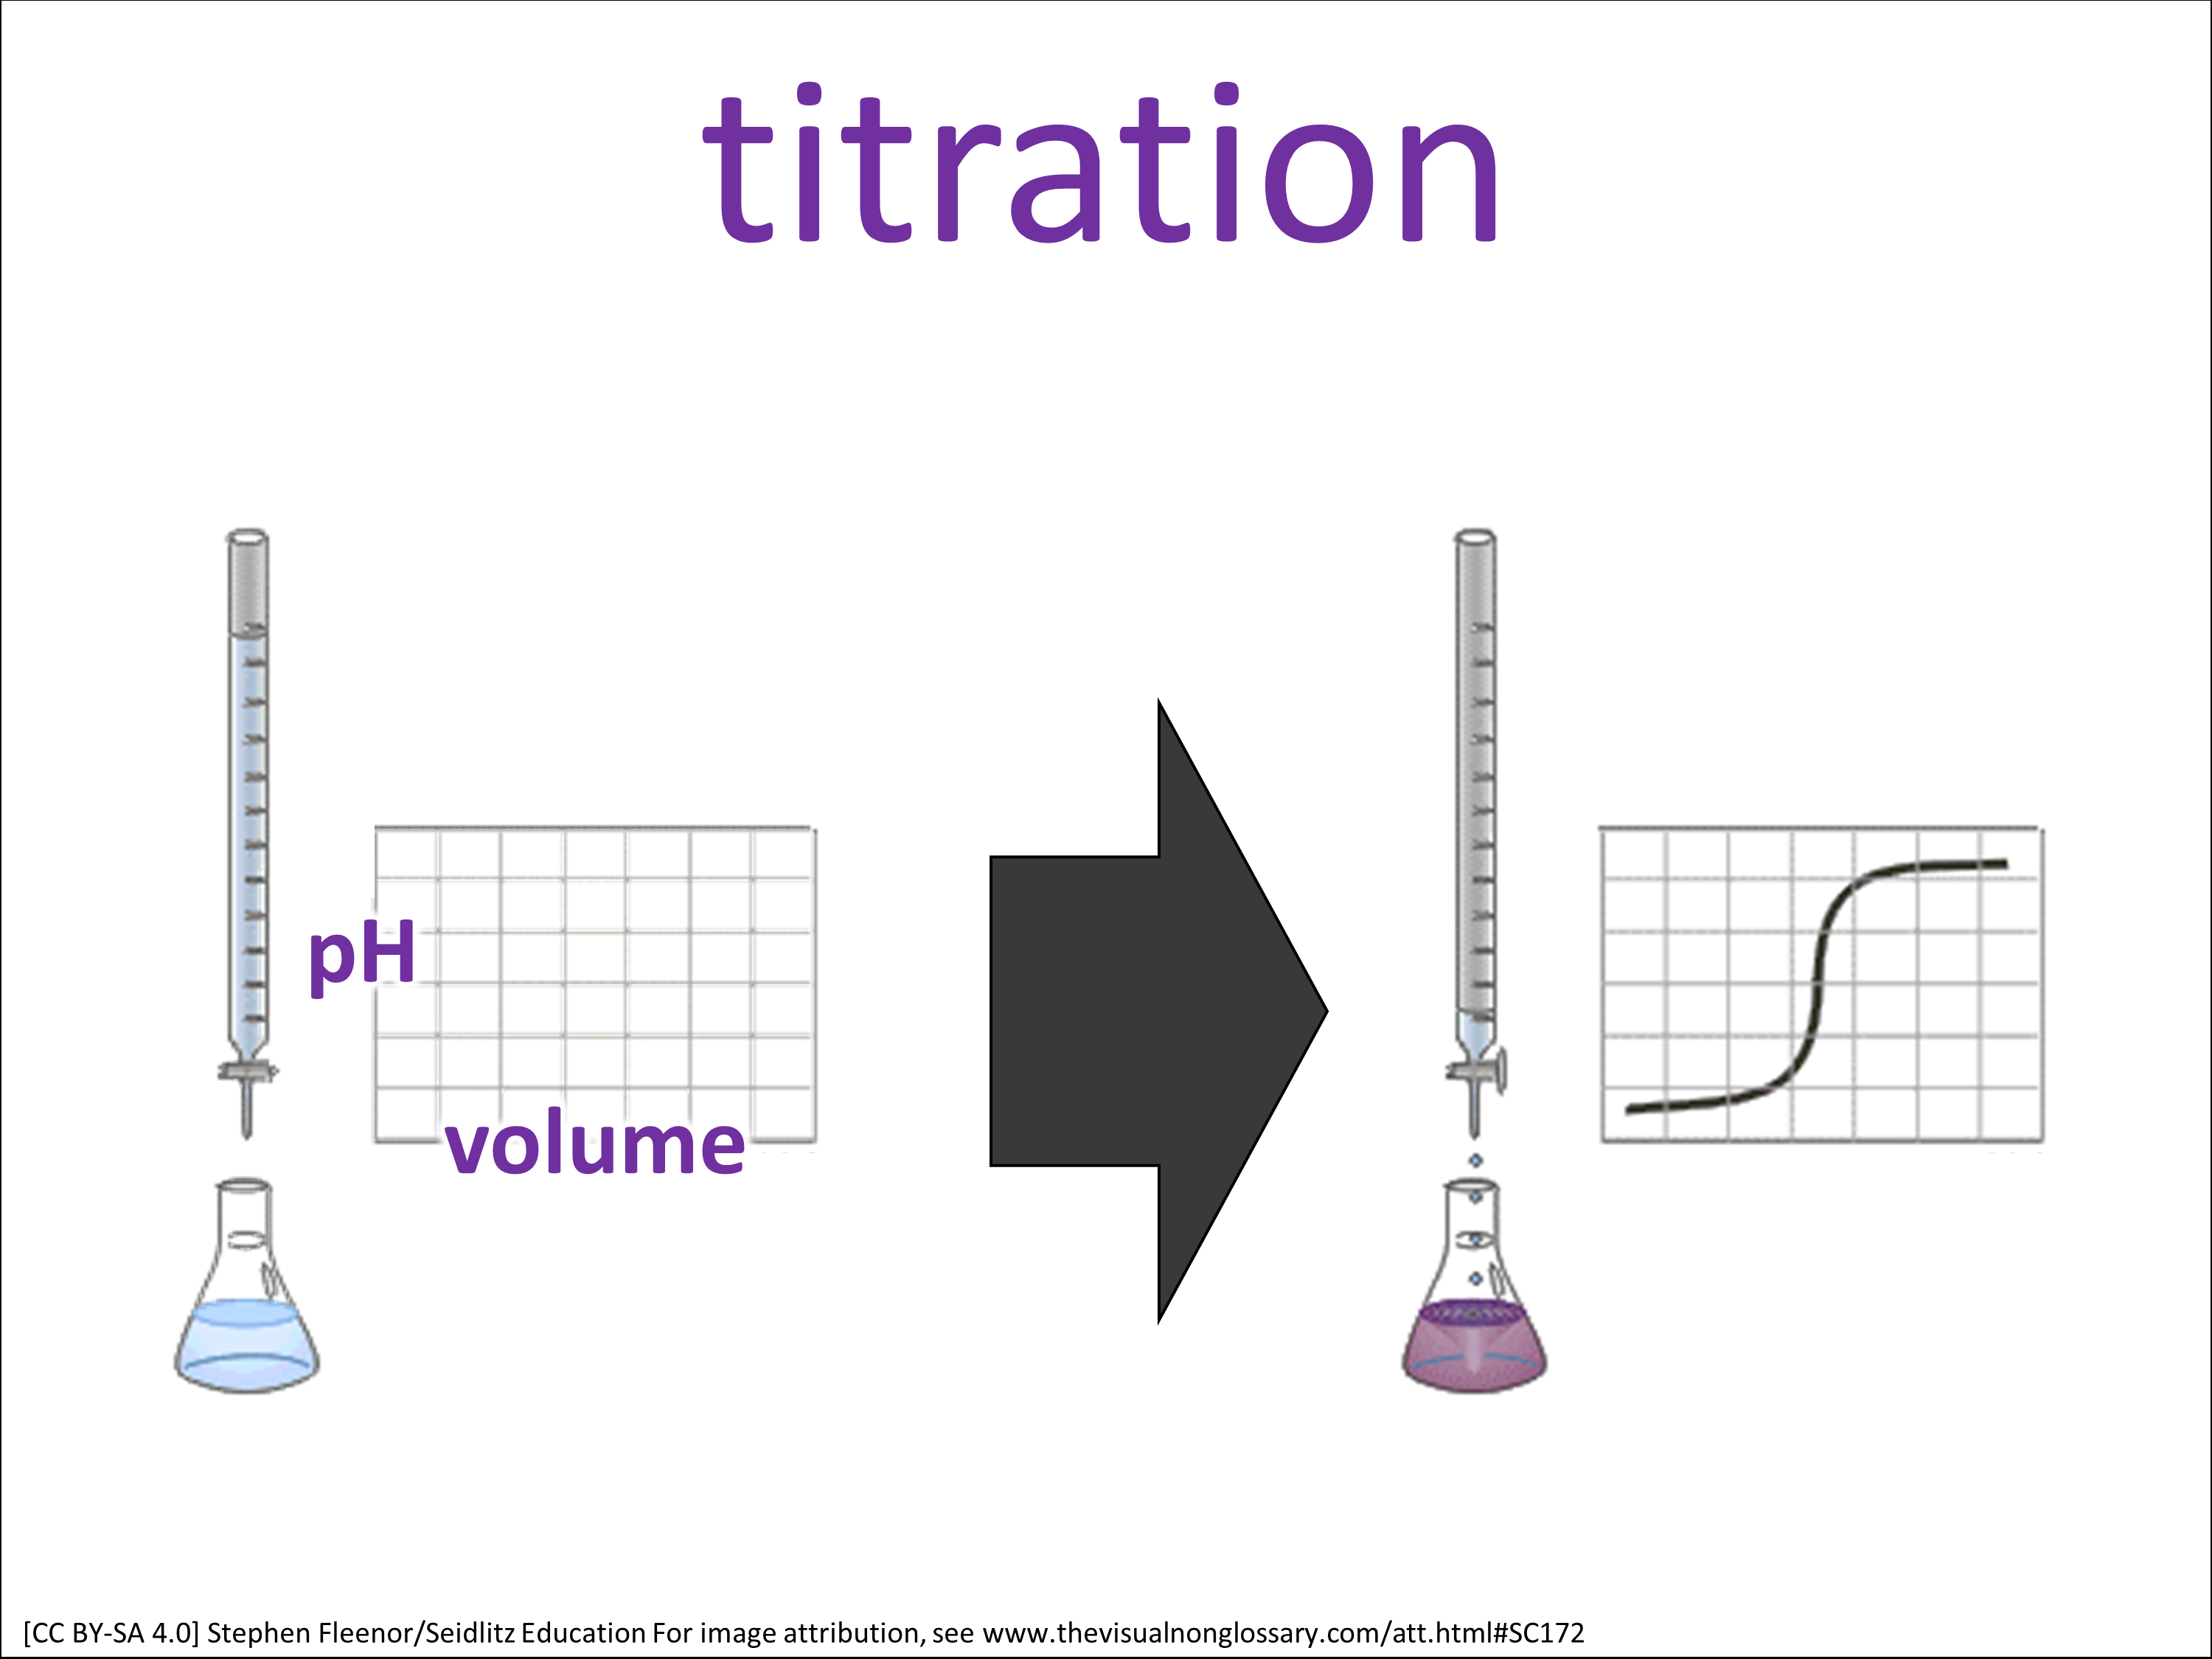 titration
pH
volume
[CC BY-SA 4.0] Stephen Fleenor/Seidlitz Education For image attribution, see www.thevisualnonglossary.com/att.html#SC172